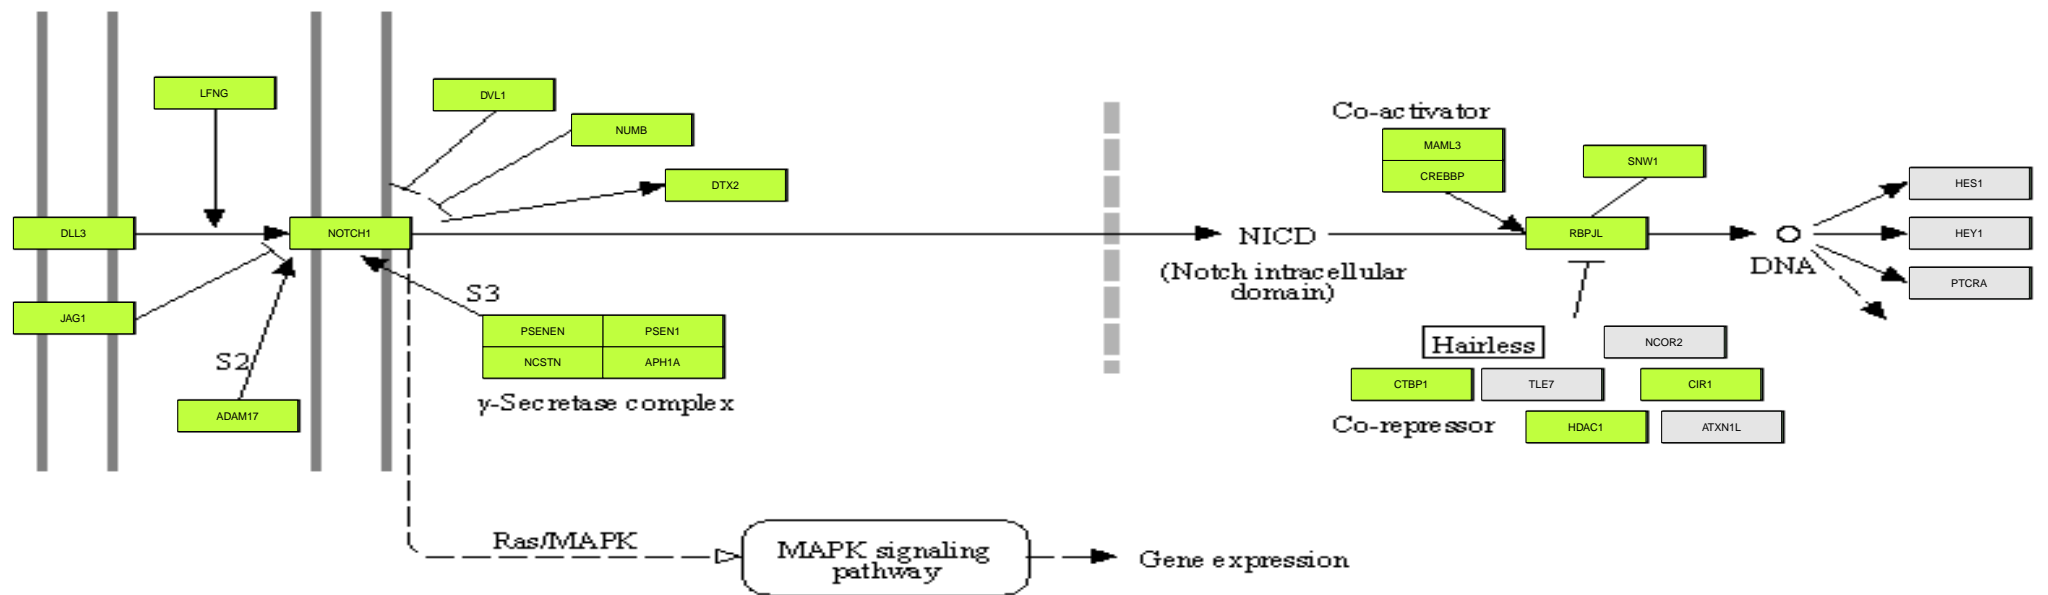 LFNG
DVL1
NUMB
DTX2
Co-activator
MAML3
CREBBP
SNW1
HES1
DLL3
NOTCH1
NICD
RBPJL
HEY1
(Notch intracellular
domain)
DNA
PTCRA
JAG1
S3
PSENEN PSEN1
NCSTN APH1A
γ-Secretase complex
S2
ADAM17
Hairless
NCOR2
CTBP1 TLE7 CIR1
Co-repressor
HDAC1 ATXN1L
Ras/MAPK
MAPK signaling
pathway
Gene expression